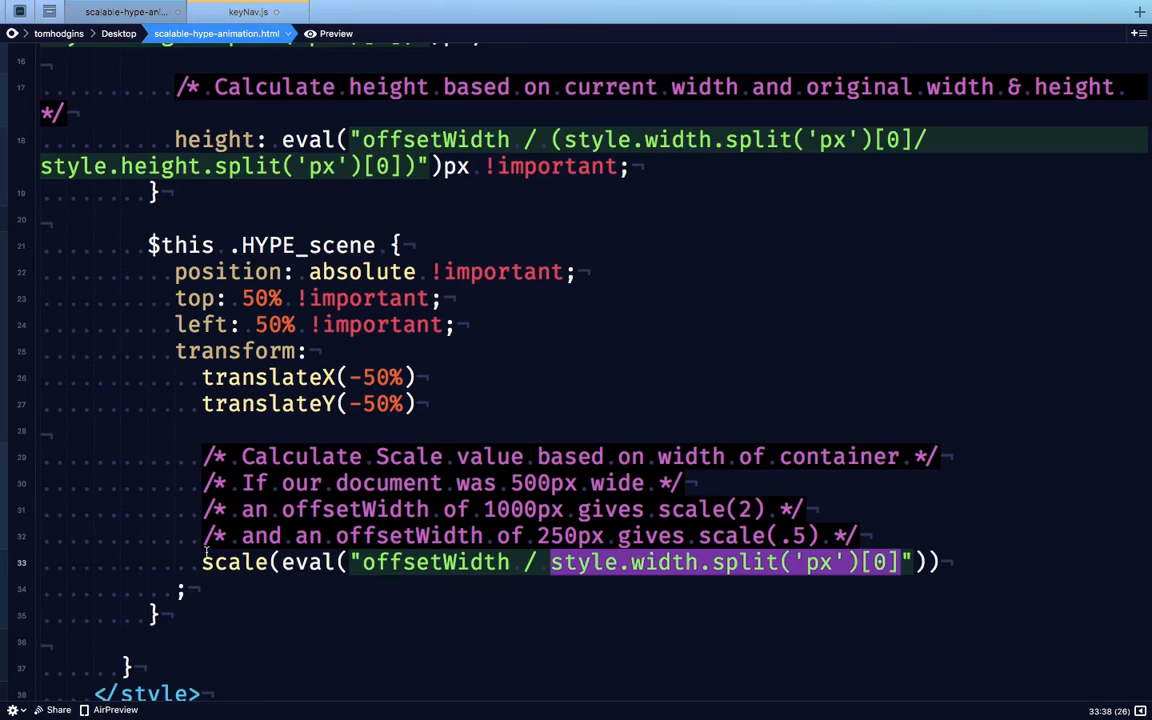 scalable-hype-ani...
keyNav.js
tomhodgins
Desktop
scalable-hype-animation.html
Preview
16
17 /* Calculate height based on current width and original width & height.
*/
18 height: eval("offsetWidth / (style.width.split('px')[0]/
style.height.split('px')[0])")px !important;
19 }
20
21 $this .HYPE_scene {
22 position: absolute !important;
23 top: 50% !important;
24 left: 50% !important;
25 transform:
26 translateX(-50%)
27 translateY(-50%)
28
29 /* Calculate Scale value based on width of container */
30 /* If our document was 500px wide */
31 /* an offsetWidth of 1000px gives scale(2) */
32 /* and an offsetWidth of 250px gives scale(.5) */
33 scale(eval("offsetWidth / style.width.split('px')[0]"))
34 ;
35 }
36
37 }
38 </style>
Share
AirPreview
33:38 (26)